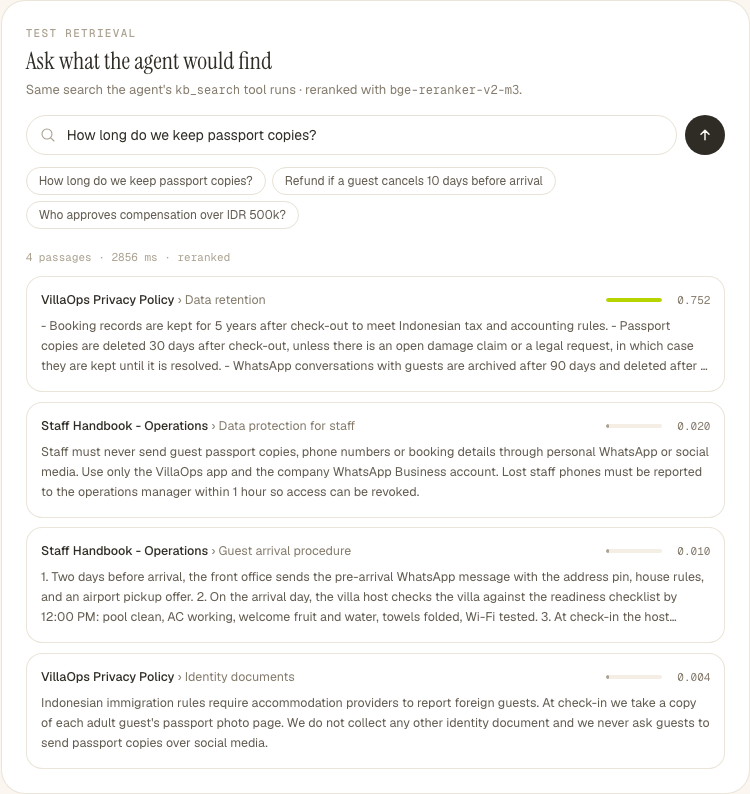 TEST RETRIEVAL
Ask what the agent would find
Same search the agent's kb_search tool runs · reranked with bge-reranker-v2-m3.
How long do we keep passport copies?
How long do we keep passport copies?
Refund if a guest cancels 10 days before arrival
Who approves compensation over IDR 500k?
4 passages · 2856 ms · reranked
VillaOps Privacy Policy › Data retention 0.752
- Booking records are kept for 5 years after check-out to meet Indonesian tax and accounting rules. - Passport
copies are deleted 30 days after check-out, unless there is an open damage claim or a legal request, in which case
they are kept until it is resolved. - WhatsApp conversations with guests are archived after 90 days and deleted after ...
Staff Handbook - Operations › Data protection for staff 0.020
Staff must never send guest passport copies, phone numbers or booking details through personal WhatsApp or social
media. Use only the VillaOps app and the company WhatsApp Business account. Lost staff phones must be reported
to the operations manager within 1 hour so access can be revoked.
Staff Handbook - Operations › Guest arrival procedure 0.010
1. Two days before arrival, the front office sends the pre-arrival WhatsApp message with the address pin, house rules,
and an airport pickup offer. 2. On the arrival day, the villa host checks the villa against the readiness checklist by
12:00 PM: pool clean, AC working, welcome fruit and water, towels folded, Wi-Fi tested. 3. At check-in the host...
VillaOps Privacy Policy › Identity documents 0.004
Indonesian immigration rules require accommodation providers to report foreign guests. At check-in we take a copy
of each adult guest's passport photo page. We do not collect any other identity document and we never ask guests to
send passport copies over social media.